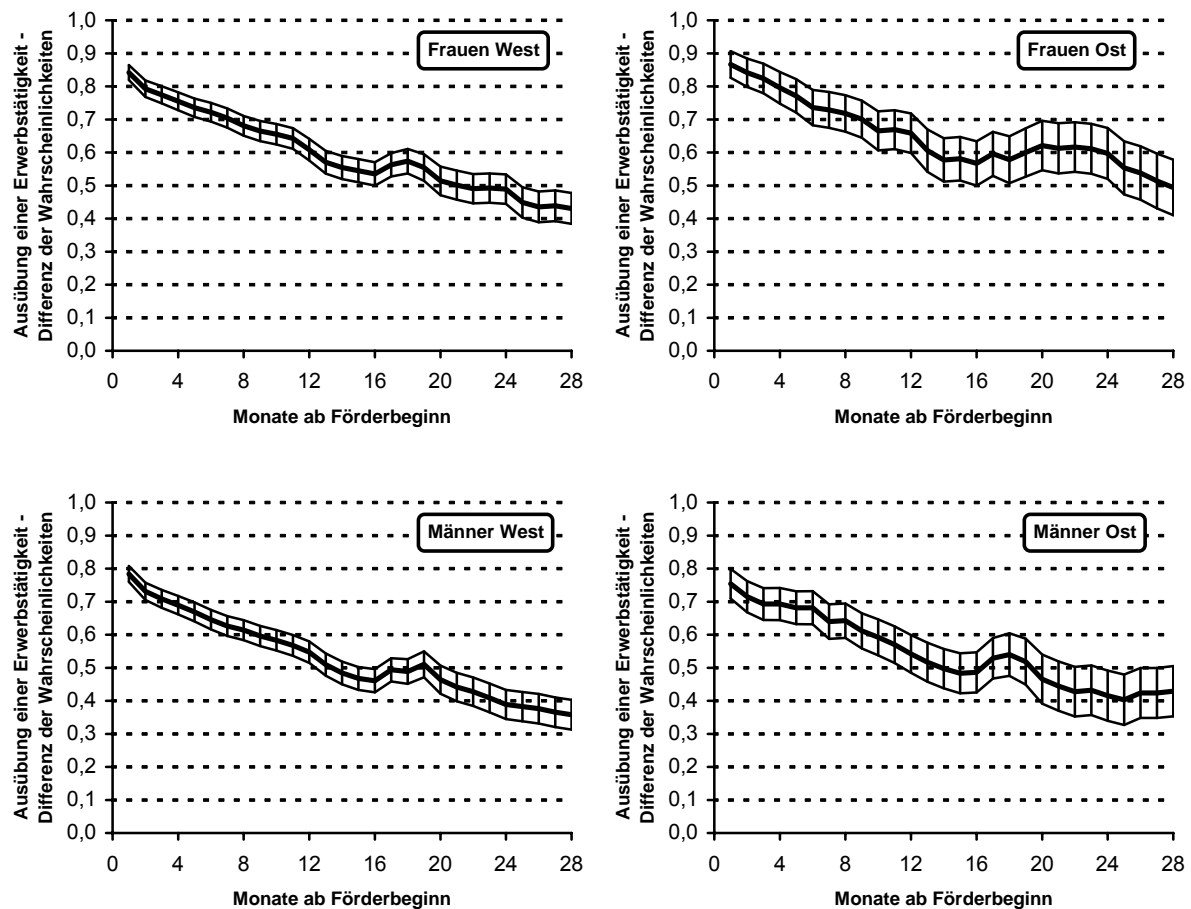 Ausübung einer Erwerbstätigkeit -
Differenz der Wahrscheinlichkeiten
1,0
0,9
0,8
0,7
0,6
0,5
0,4
0,3
0,2
0,1
0,0
Frauen West
0 4 8 12 16 20 24 28
Monate ab Förderbeginn
Ausübung einer Erwerbstätigkeit -
Differenz der Wahrscheinlichkeiten
1,0
0,9
0,8
0,7
0,6
0,5
0,4
0,3
0,2
0,1
0,0
Frauen Ost
0 4 8 12 16 20 24 28
Monate ab Förderbeginn
Ausübung einer Erwerbstätigkeit -
Differenz der Wahrscheinlichkeiten
1,0
0,9
0,8
0,7
0,6
0,5
0,4
0,3
0,2
0,1
0,0
Männer West
0 4 8 12 16 20 24 28
Monate ab Förderbeginn
Ausübung einer Erwerbstätigkeit -
Differenz der Wahrscheinlichkeiten
1,0
0,9
0,8
0,7
0,6
0,5
0,4
0,3
0,2
0,1
0,0
Männer Ost
0 4 8 12 16 20 24 28
Monate ab Förderbeginn